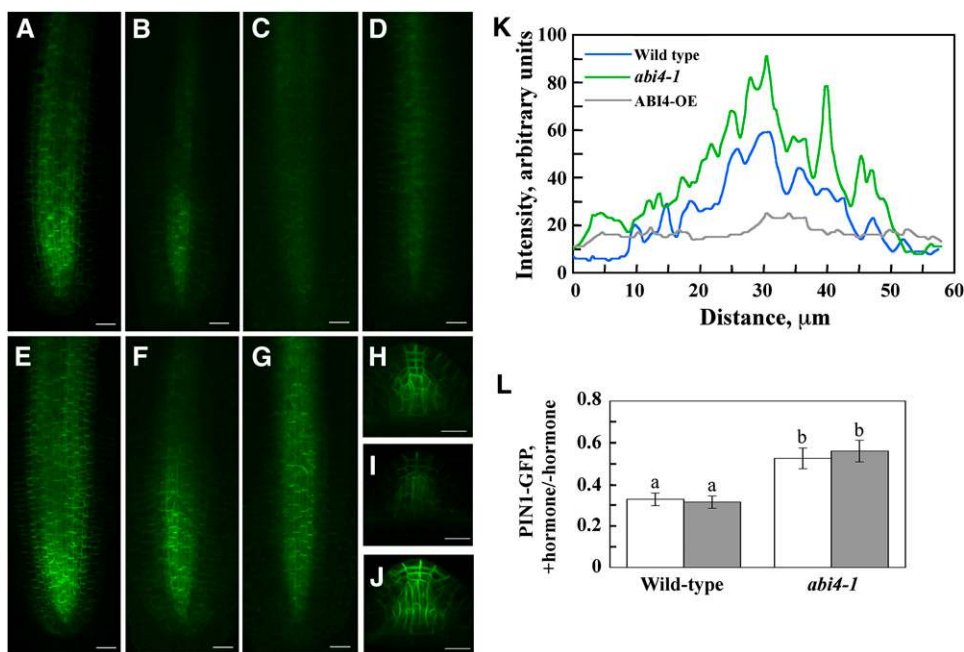 A
B
C
D
E
F
G
H
I
J
K
Intensity, arbitrary units
100
80
60
40
20
0
Wild type
abi4-1
ABI4-OE
0
10
20
30
40
50
60
Distance, μm
L
PIN1-GFP,
+hormone/-hormone
0.8
0.6
0.4
0.2
0
a
a
b
b
Wild-type
abi4-1